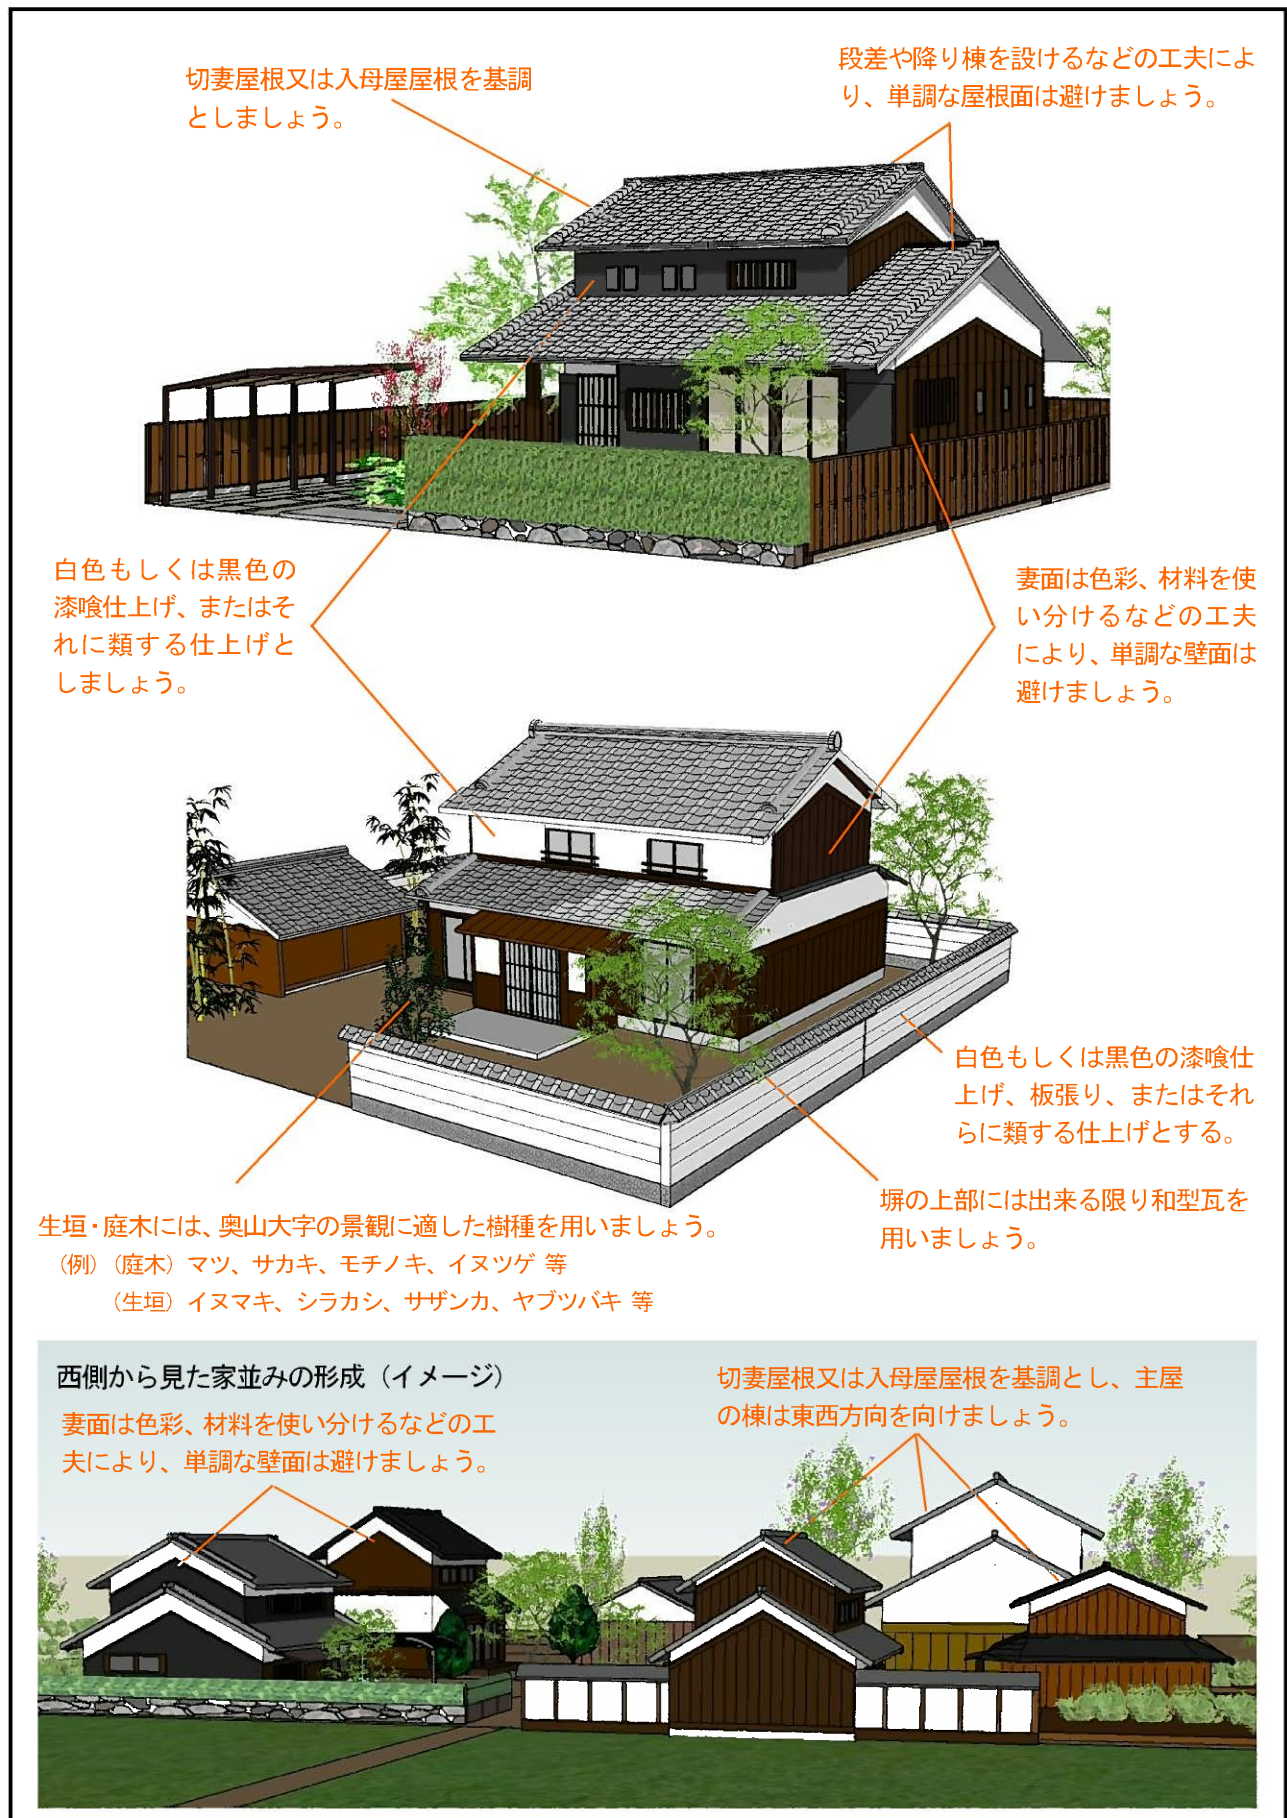 切妻屋根又は入母屋屋根を基調
としましょう。
段差や降り棟を設けるなどの工夫によ
り、単調な屋根面は避けましょう。
白色もしくは黒色の
漆喰仕上げ、またはそ
れに類する仕上げと
しましょう。
妻面は色彩、材料を使
い分けるなどの工夫
により、単調な壁面は
避けましょう。
白色もしくは黒色の漆喰仕
上げ、板張り、またはそれ
らに類する仕上げとする。
塀の上部には出来る限り和型瓦を
用いましょう。
生垣・庭木には、奥山大字の景観に適した樹種を用いましょう。
（例）（庭木）マツ、サカキ、モチノキ、イヌツゲ 等
（生垣）イヌマキ、シラカシ、サザンカ、ヤブツバキ 等
西側から見た家並みの形成（イメージ）
妻面は色彩、材料を使い分けるなどの工
夫により、単調な壁面は避けましょう。
切妻屋根又は入母屋屋根を基調とし、主屋
の棟は東西方向を向けましょう。